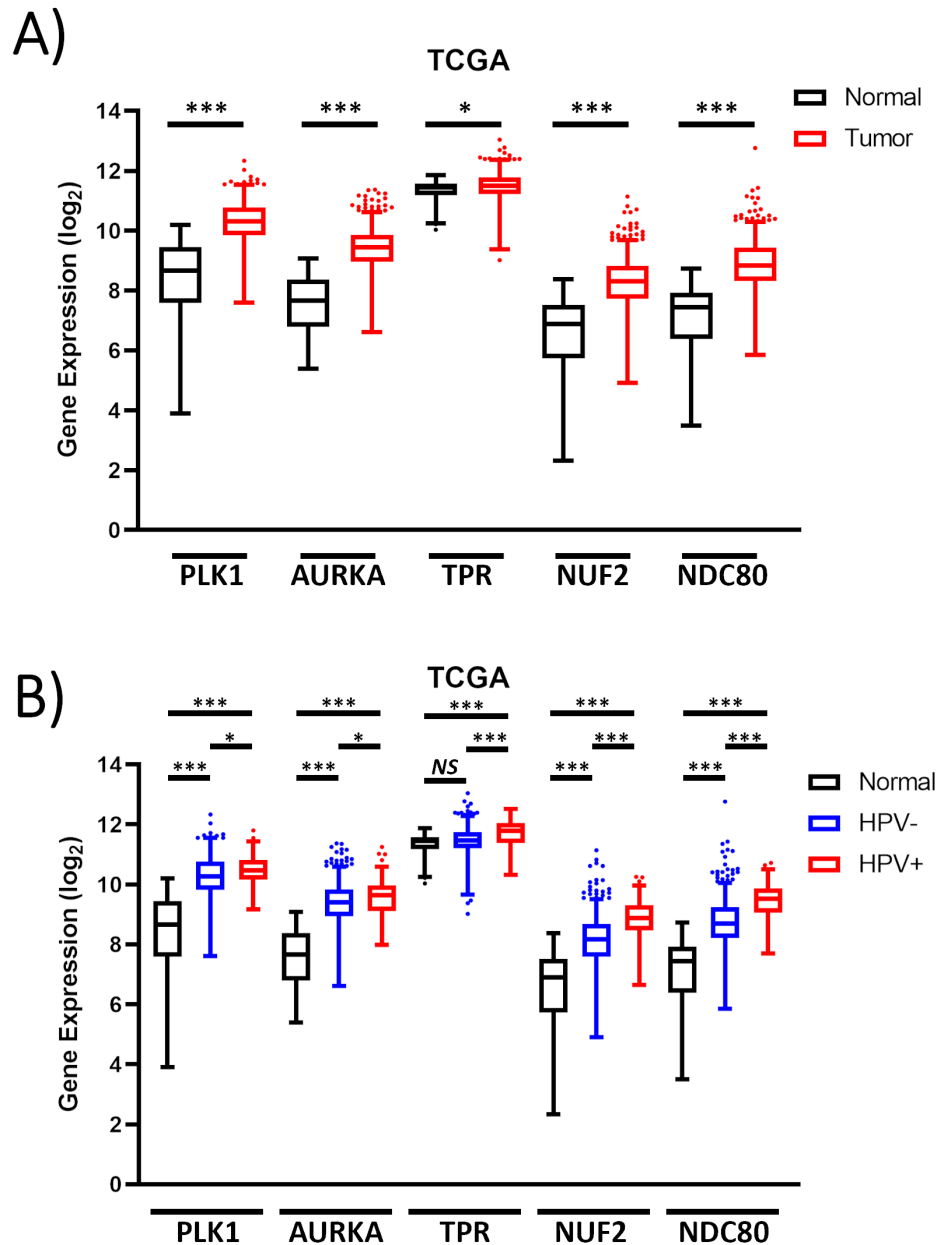 A)
TCGA
Normal
Tumor
*** *** * *** ***
Gene Expression (log2)
14
12
10
8
6
4
2
0
PLK1 AURKA TPR NUF2 NDC80
B)
TCGA
*** *** *** *** ***
* * *** *** ***
*** *** NS *** ***
Normal
HPV-
HPV+
Gene Expression (log2)
14
12
10
8
6
4
2
0
PLK1 AURKA TPR NUF2 NDC80